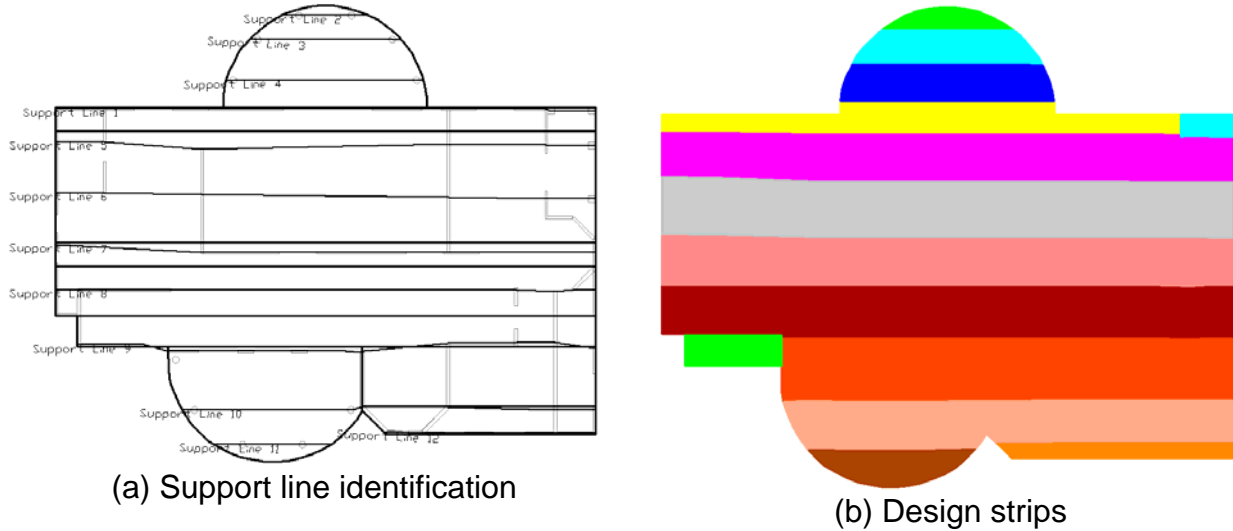 Support Line 2
Support Line 3
Support Line 4
Support Line 1
Support Line 5
Support Line 6
Support Line 7
Support Line 8
Support Line 9
Support Line 10
Support Line 12
Support Line 11
(a) Support line identification
(b) Design strips